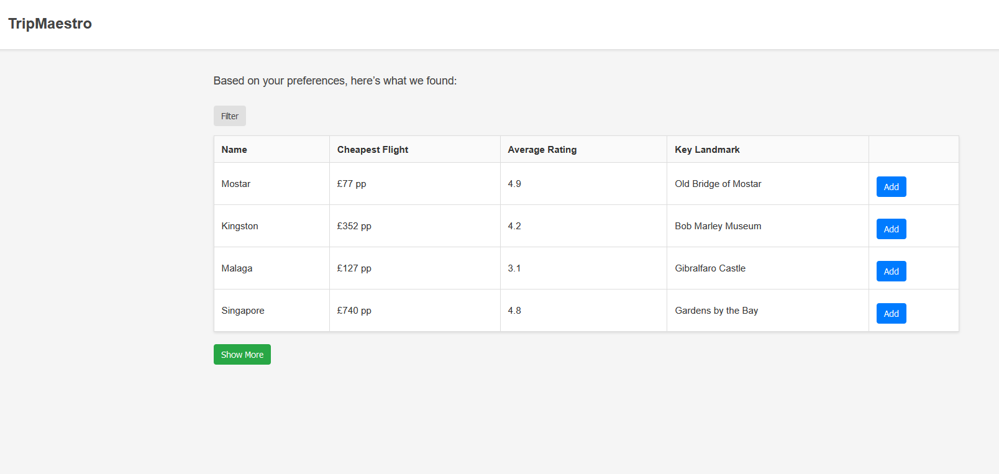 TripMaestro
Based on your preferences, here’s what we found:
Filter
Name Cheapest Flight Average Rating Key Landmark
Mostar £77 pp 4.9 Old Bridge of Mostar Add
Kingston £352 pp 4.2 Bob Marley Museum Add
Malaga £127 pp 3.1 Gibralfaro Castle Add
Singapore £740 pp 4.8 Gardens by the Bay Add
Show More